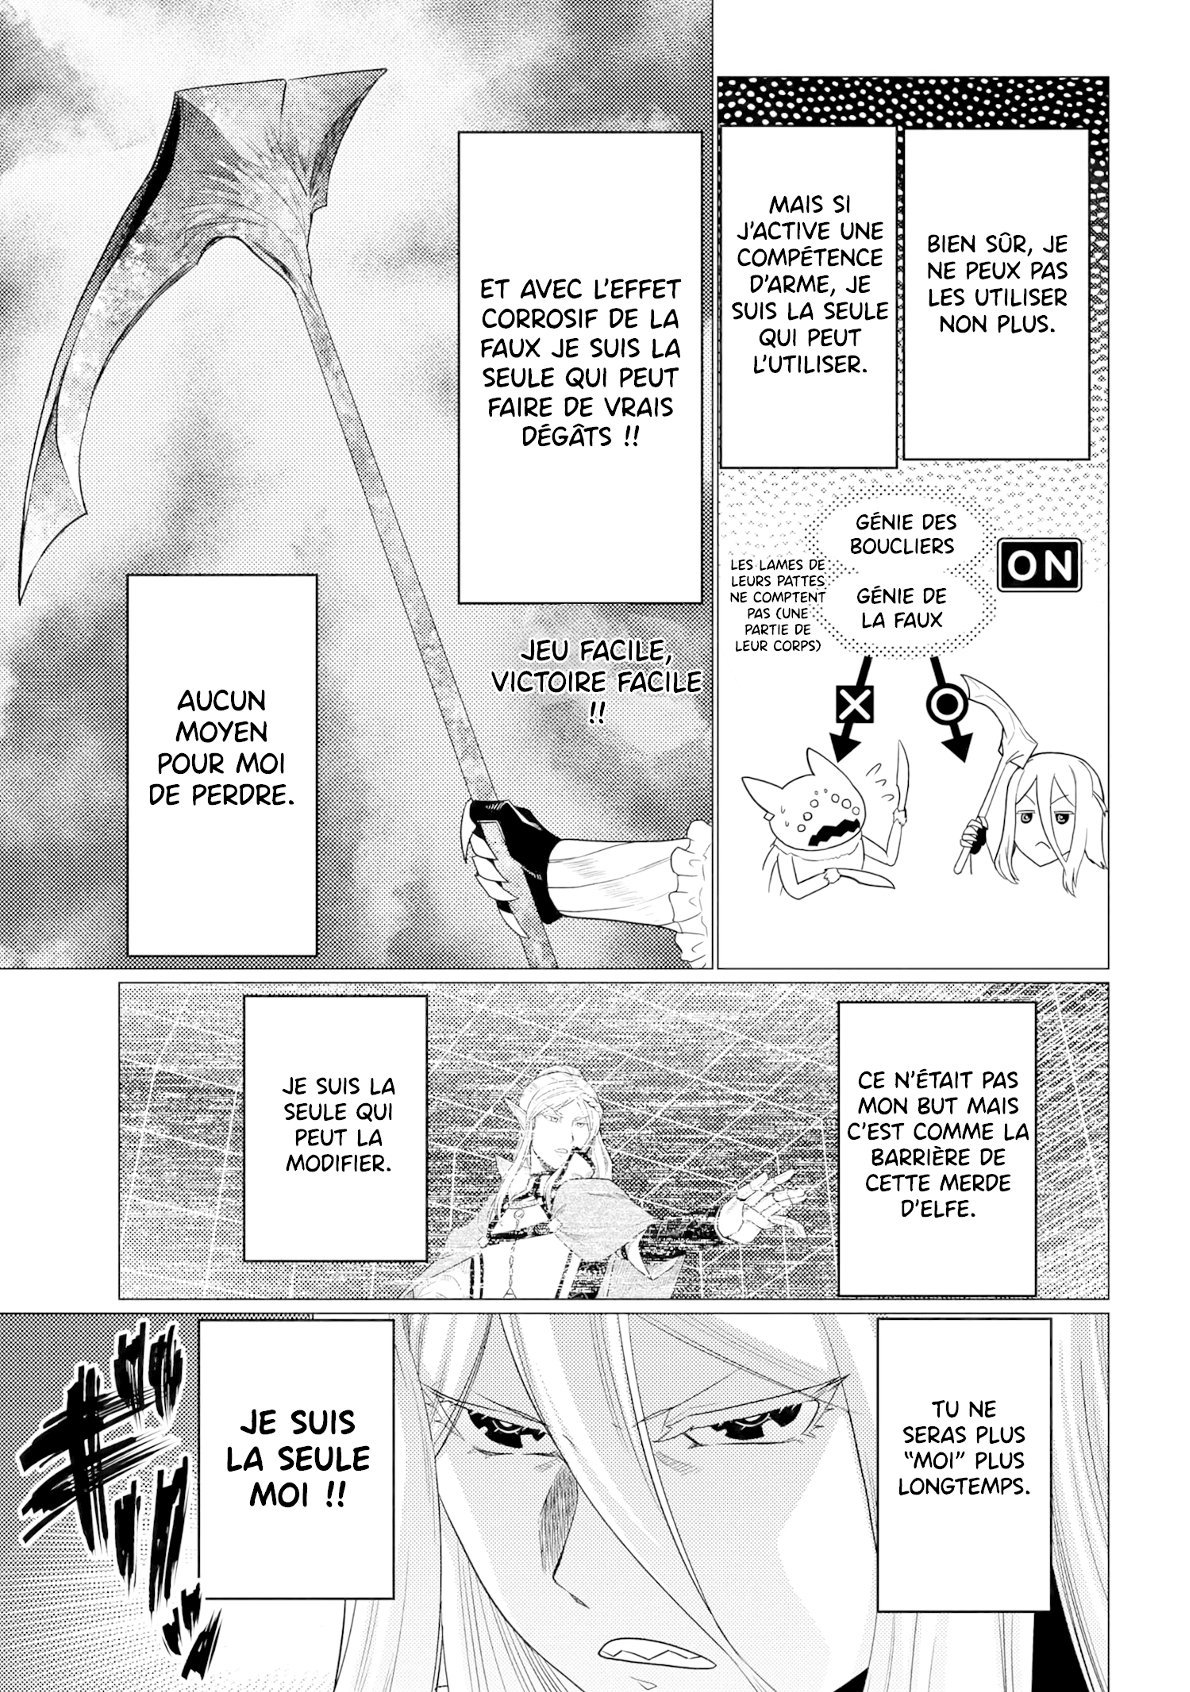 BIEN SÛR, JE
NE PEUX PAS
LES UTILISER
NON PLUS.
MAIS SI
J'ACTIVE UNE
COMPÉTENCE
D'ARME, JE
SUIS LA SEULE
QUI PEUT
L'UTILISER.
GÉNIE DES
BOUCLIERS
ON
GÉNIE DE
LA FAUX
LES LAMES DE
LEURS PATTES
NE COMPTENT
PAS (UNE
PARTIE DE
LEUR CORPS)
ET AVEC L'EFFET
CORROSIF DE LA
FAUX JE SUIS LA
SEULE QUI PEUT
FAIRE DE VRAIS
DÉGÂTS !!
JEU FACILE,
VICTOIRE FACILE
!!
AUCUN
MOYEN
POUR MOI
DE PERDRE.
CE N'ÉTAIT PAS
MON BUT MAIS
C'EST COMME LA
BARRIÈRE DE
CETTE MERDE
D'ELFE.
JE SUIS LA
SEULE QUI
PEUT LA
MODIFIER.
TU NE
SERAS PLUS
"MOI" PLUS
LONGTEMPS.
JE SUIS
LA SEULE
MOI !!